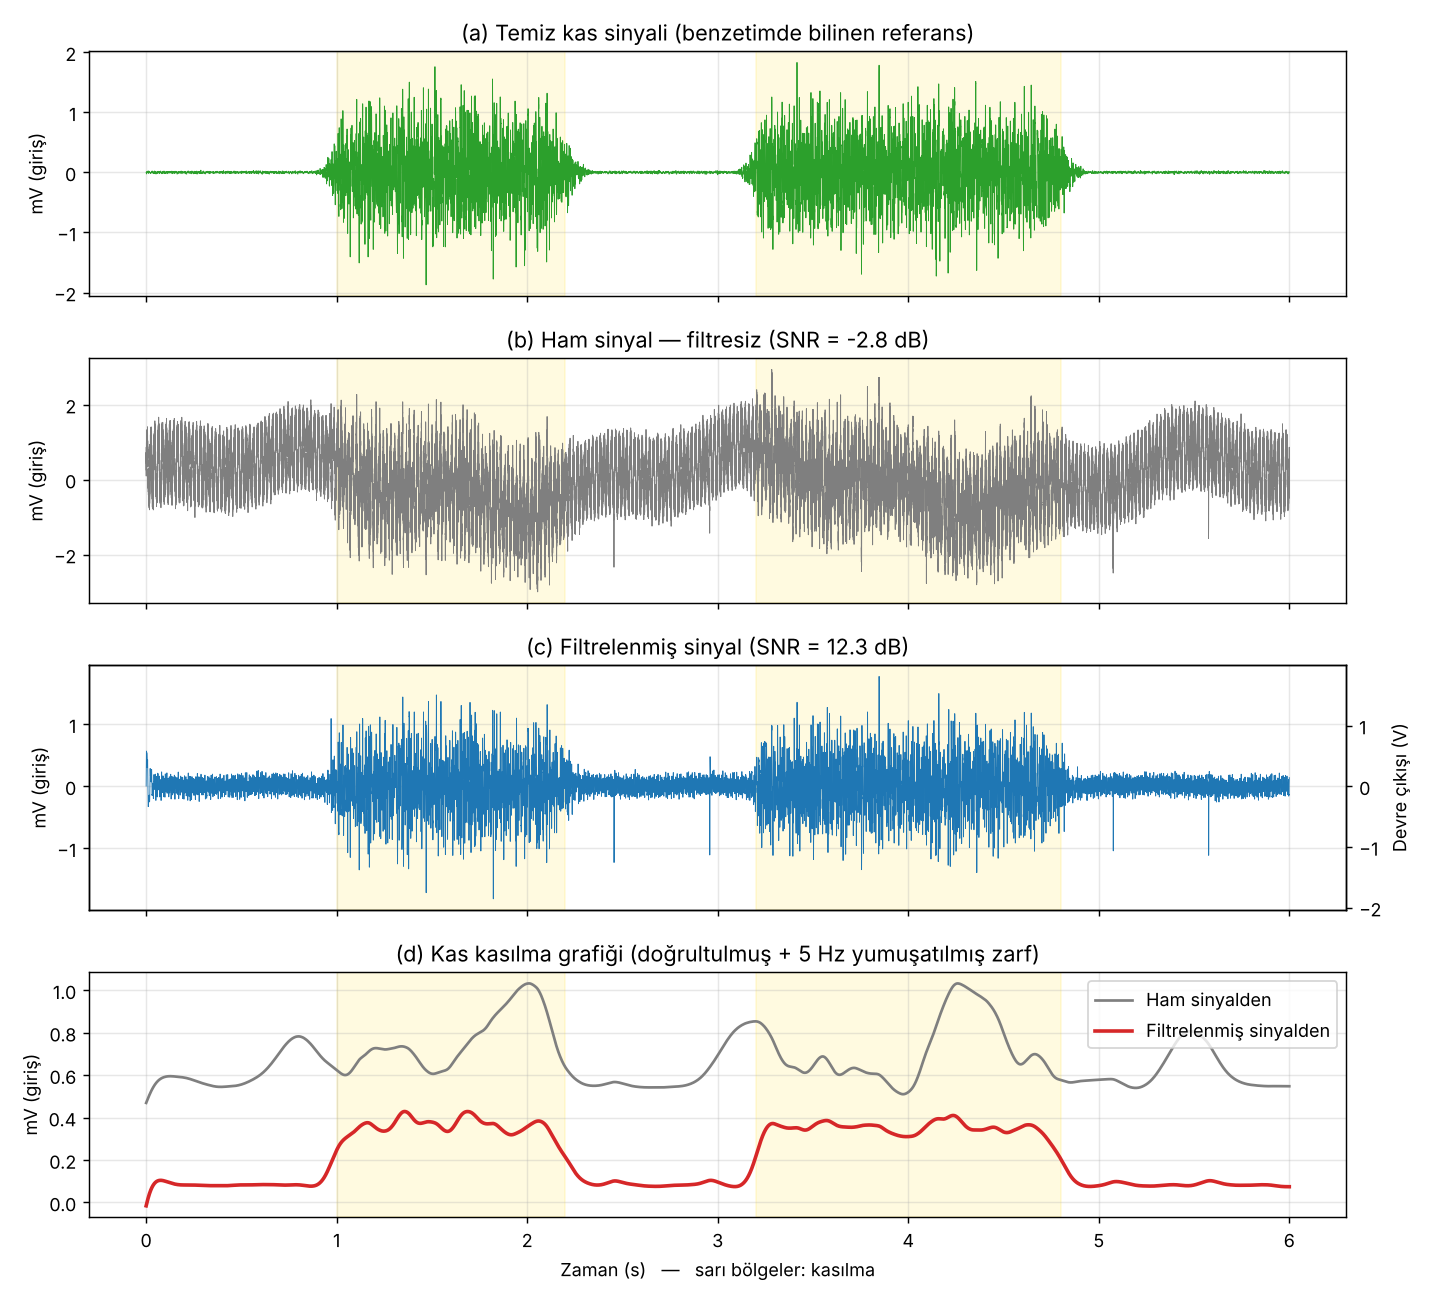 (a) Temiz kas sinyali (benzetimde bilinen referans)
2
1
0
−1
−2
mV (giriş)
(b) Ham sinyal — filtresiz (SNR = -2.8 dB)
2
0
−2
mV (giriş)
(c) Filtrelenmiş sinyal (SNR = 12.3 dB)
1
0
−1
mV (giriş)
1
0
−1
−2
Devre çıkışı (V)
(d) Kas kasılma grafiği (doğrultulmuş + 5 Hz yumuşatılmış zarf)
1.0
0.8
0.6
0.4
0.2
0.0
mV (giriş)
Ham sinyalden
Filtrelenmiş sinyalden
0 1 2 3 4 5 6
Zaman (s) — sarı bölgeler: kasılma